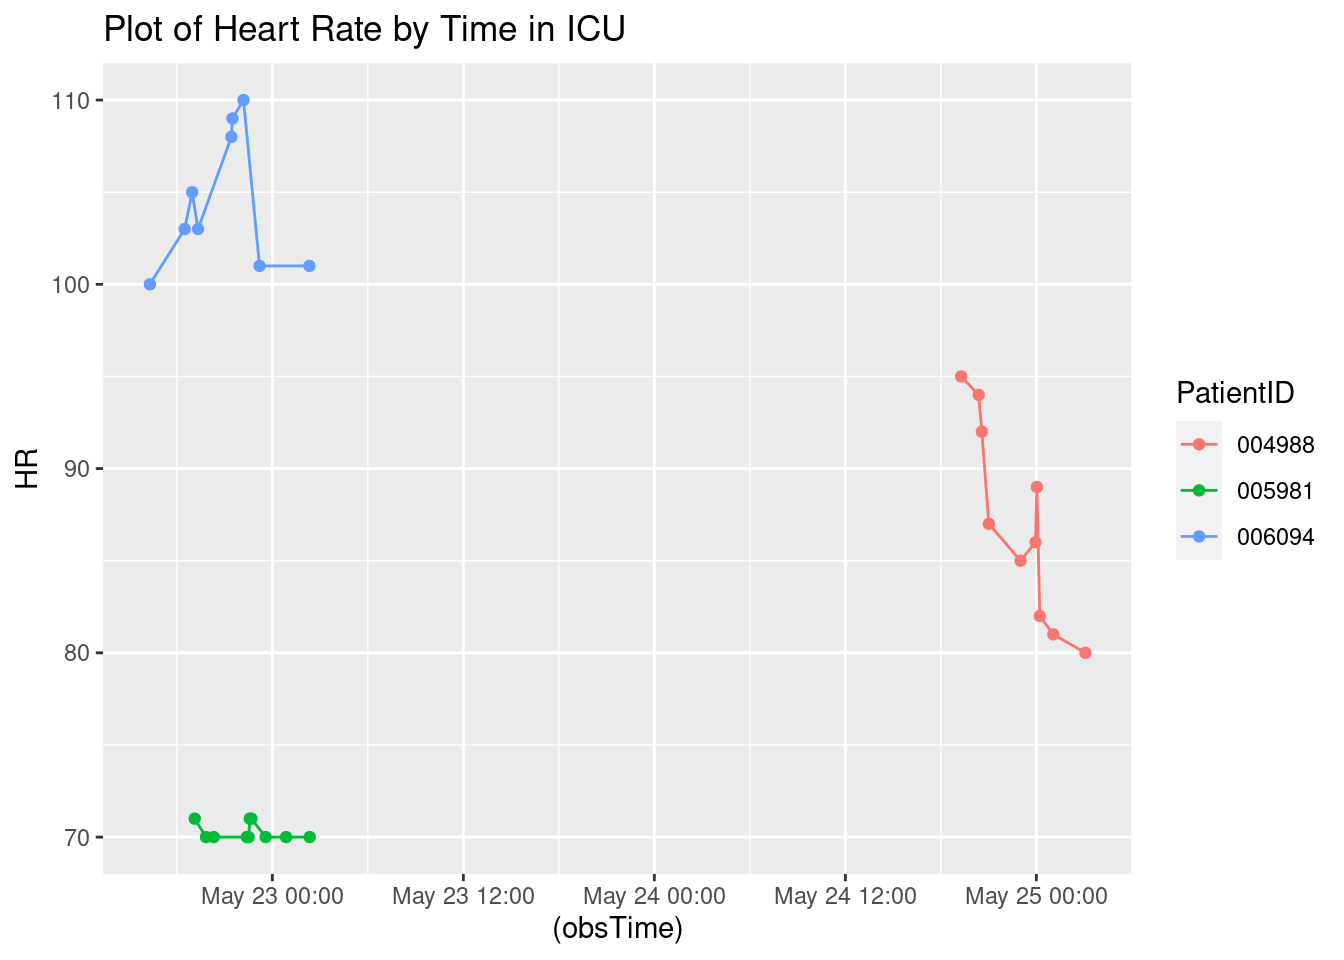 Plot of Heart Rate by Time in ICU
HR
110
100
90
80
70
May 23 00:00 May 23 12:00 May 24 00:00 May 24 12:00 May 25 00:00
(obsTime)
PatientID
004988
005981
006094